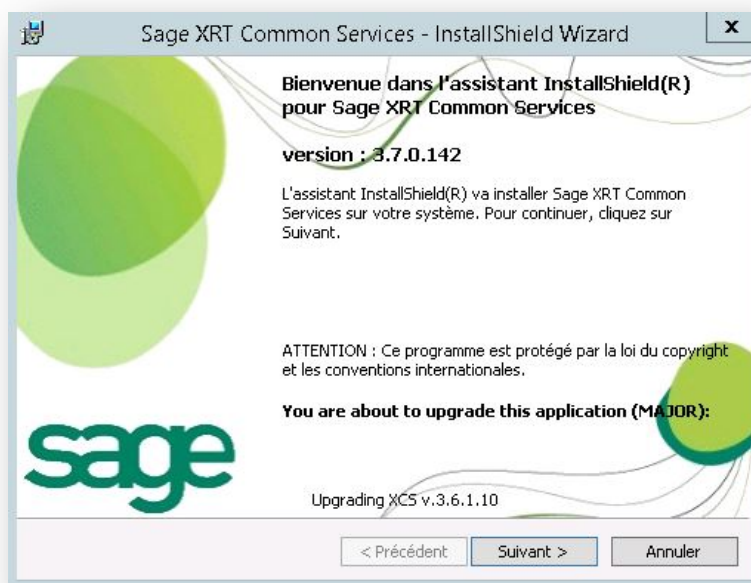 Sage XRT Common Services - InstallShield Wizard
x
Bienvenue dans l'assistant InstallShield(R)
pour Sage XRT Common Services
version : 3.7.0.142
L'assistant InstallShield(R) va installer Sage XRT Common
Services sur votre système. Pour continuer, cliquez sur
Suivant.
ATTENTION : Ce programme est protégé par la loi du copyright
et les conventions internationales.
You are about to upgrade this application (MAJOR):
sage
Upgrading XCS v.3.6.1.10
< Précédent
Suivant >
Annuler